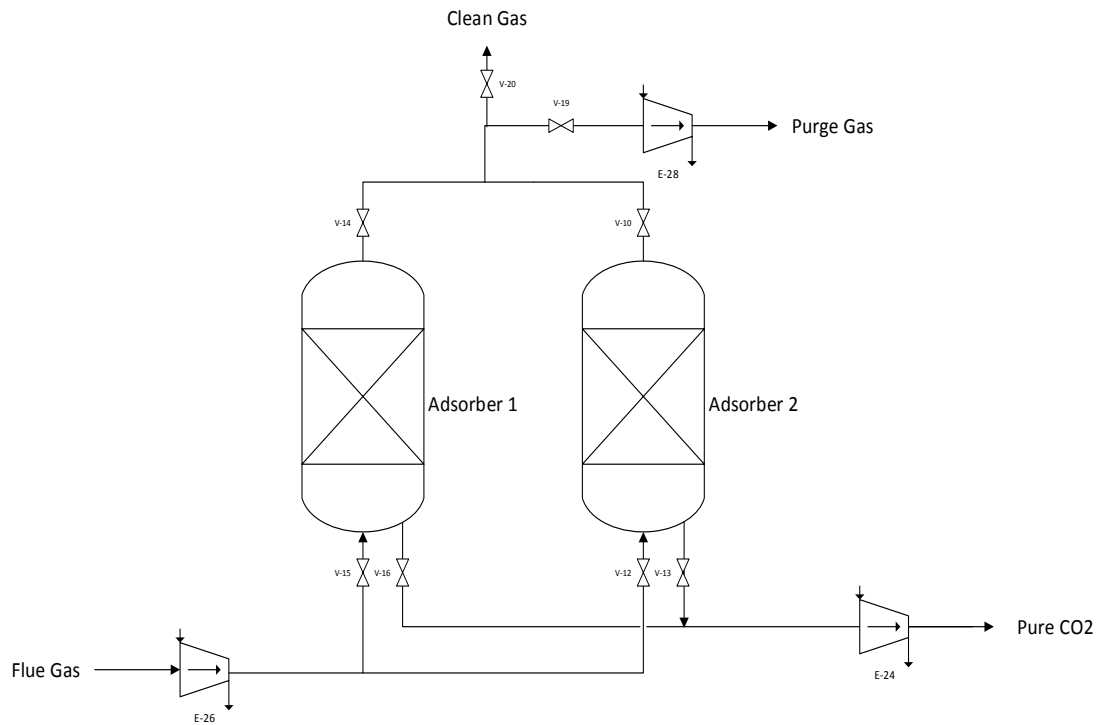 Clean Gas
V-20
V-19
Purge Gas
E-28
V-14
V-10
Adsorber 1
Adsorber 2
V-15
V-16
V-12
V-13
Pure CO2
Flue Gas
E-24
E-26